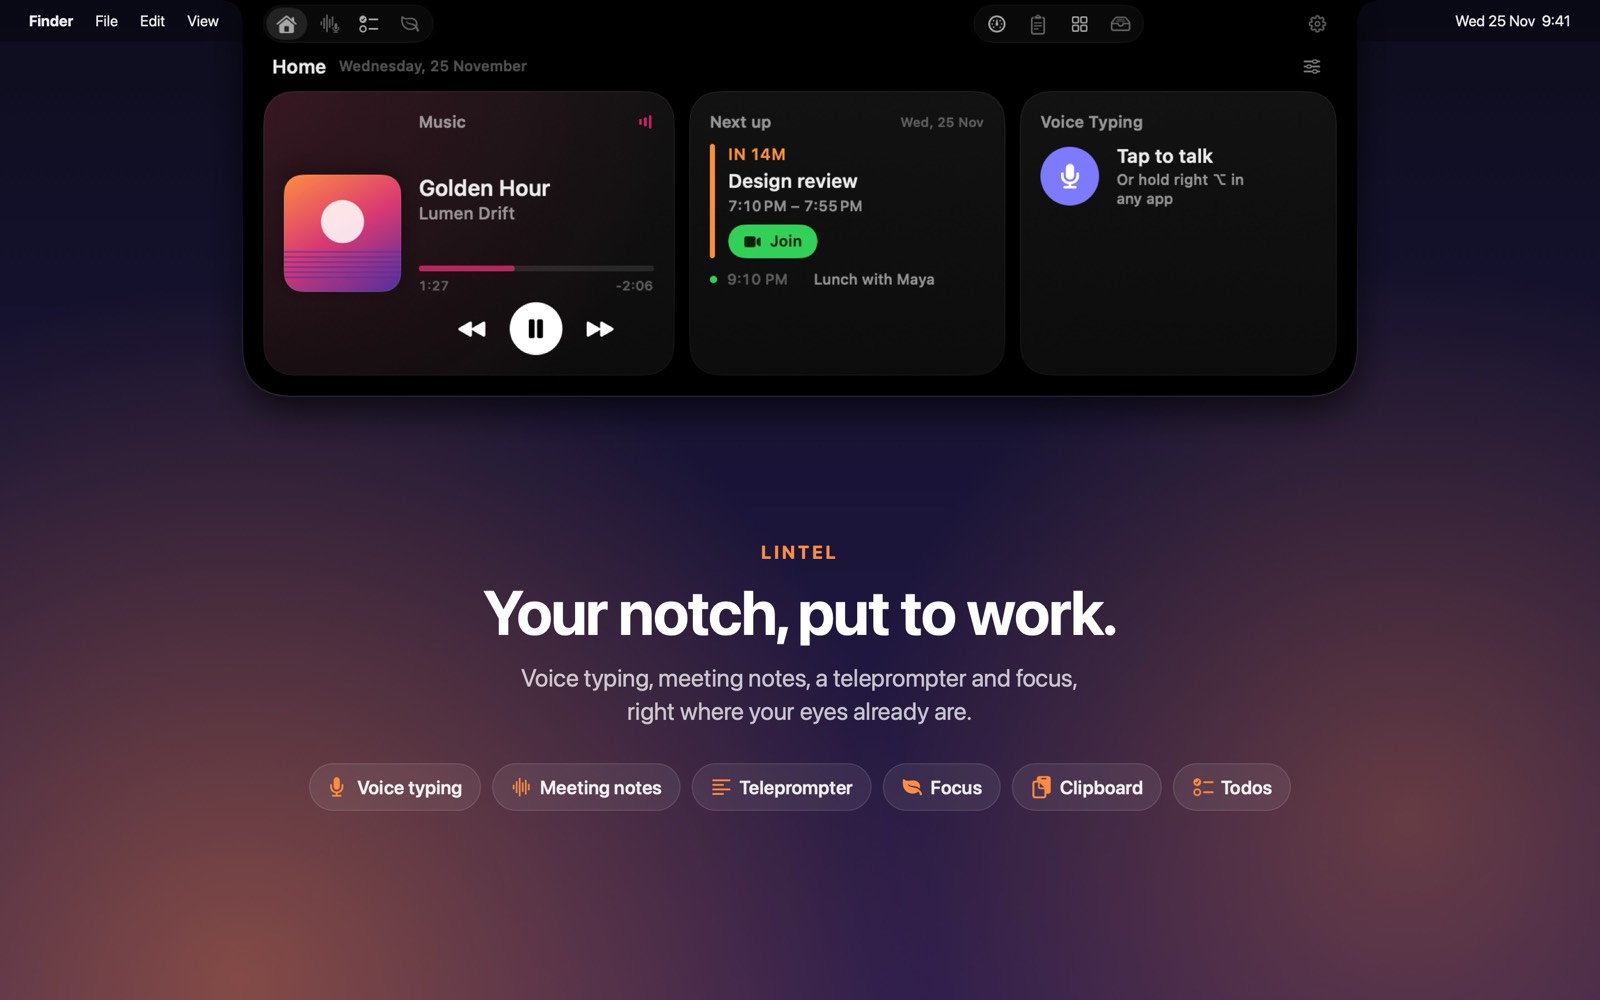 Finder File Edit View
Wed 25 Nov 9:41
Home Wednesday, 25 November
Music
Golden Hour
Lumen Drift
1:27 -2:06
Next up Wed, 25 Nov
IN 14M
Design review
7:10 PM – 7:55 PM
Join
9:10 PM Lunch with Maya
Voice Typing
Tap to talk
Or hold right ⌥ in
any app
LINTEL
Your notch, put to work.
Voice typing, meeting notes, a teleprompter and focus,
right where your eyes already are.
Voice typing Meeting notes Teleprompter Focus Clipboard Todos